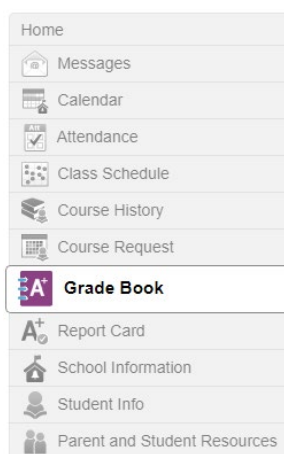 Home
Messages
Calendar
Attendance
Class Schedule
Course History
Course Request
A+ Grade Book
A+ Report Card
School Information
Student Info
Parent and Student Resources